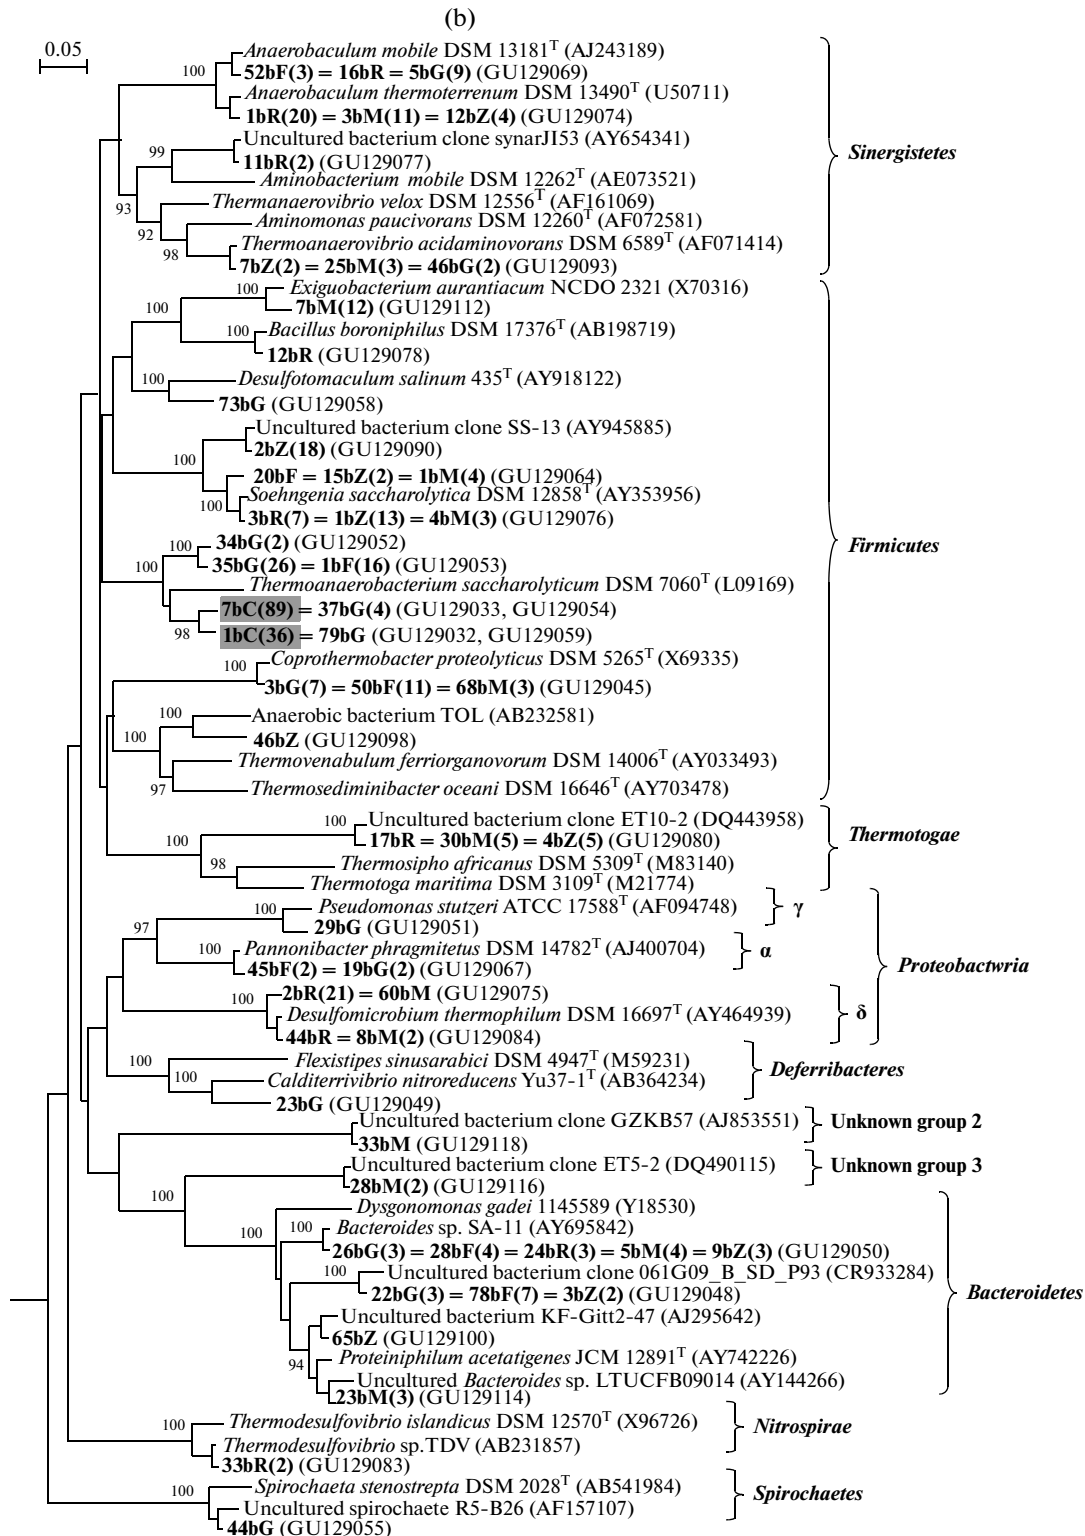 (b)
0.05
Anaerobaculum mobile DSM 13181T (AJ243189)
100
52bF(3) = 16bR = 5bG(9) (GU129069)
Anaerobaculum thermoterrenum DSM 13490T (U50711)
1bR(20) = 3bM(11) = 12bZ(4) (GU129074)
Uncultured bacterium clone synarJI53 (AY654341)
99
Sinergistetes
11bR(2) (GU129077)
Aminobacterium mobile DSM 12262T (AE073521)
93
Thermanaerovibrio velox DSM 12556T (AF161069)
Aminomonas paucivorans DSM 12260T (AF072581)
92
Thermoanaerovibrio acidaminovorans DSM 6589T (AF071414)
98
7bZ(2) = 25bM(3) = 46bG(2) (GU129093)
100
Exiguobacterium aurantiacum NCDO 2321 (X70316)
100
7bM(12) (GU129112)
100
Bacillus boroniphilus DSM 17376T (AB198719)
12bR (GU129078)
100
Desulfotomaculum salinum 435T (AY918122)
73bG (GU129058)
Uncultured bacterium clone SS-13 (AY945885)
2bZ(18) (GU129090)
100
20bF = 15bZ(2) = 1bM(4) (GU129064)
Soehngenia saccharolytica DSM 12858T (AY353956)
100
3bR(7) = 1bZ(13) = 4bM(3) (GU129076)
100
34bG(2) (GU129052)
Firmicutes
100
35bG(26) = 1bF(16) (GU129053)
Thermoanaerobacterium saccharolyticum DSM 7060T (L09169)
7bC(89) = 37bG(4) (GU129033, GU129054)
98
1bC(36) = 79bG (GU129032, GU129059)
100
Coprothermobacter proteolyticus DSM 5265T (X69335)
3bG(7) = 50bF(11) = 68bM(3) (GU129045)
100
Anaerobic bacterium TOL (AB232581)
100
46bZ (GU129098)
Thermovenabulum ferriorganovorum DSM 14006T (AY033493)
97
Thermosediminibacter oceani DSM 16646T (AY703478)
100
Uncultured bacterium clone ET10-2 (DQ443958)
100
17bR = 30bM(5) = 4bZ(5) (GU129080)
Thermotogae
98
Thermosipho africanus DSM 5309T (M83140)
Thermotoga maritima DSM 3109T (M21774)
100
Pseudomonas stutzeri ATCC 17588T (AF094748)
γ
97
29bG (GU129051)
100
Pannonibacter phragmitetus DSM 14782T (AJ400704)
α
45bF(2) = 19bG(2) (GU129067)
Proteobactwria
100
2bR(21) = 60bM (GU129075)
Desulfomicrobium thermophilum DSM 16697T (AY464939)
δ
44bR = 8bM(2) (GU129084)
100
Flexistipes sinusarabici DSM 4947T (M59231)
Deferribacteres
100
Calditerrivibrio nitroreducens Yu37-1T (AB364234)
23bG (GU129049)
Uncultured bacterium clone GZKB57 (AJ853551)
Unknown group 2
33bM (GU129118)
Uncultured bacterium clone ET5-2 (DQ490115)
Unknown group 3
28bM(2) (GU129116)
100
Dysgonomonas gadei 1145589 (Y18530)
100
Bacteroides sp. SA-11 (AY695842)
100
26bG(3) = 28bF(4) = 24bR(3) = 5bM(4) = 9bZ(3) (GU129050)
100
Uncultured bacterium clone 061G09_B_SD_P93 (CR933284)
22bG(3) = 78bF(7) = 3bZ(2) (GU129048)
Bacteroidetes
Uncultured bacterium KF-Gitt2-47 (AJ295642)
65bZ (GU129100)
94
Proteiniphilum acetatigenes JCM 12891T (AY742226)
Uncultured Bacteroides sp. LTUCFB09014 (AY144266)
23bM(3) (GU129114)
100
Thermodesulfovibrio islandicus DSM 12570T (X96726)
Nitrospirae
Thermodesulfovibrio sp.TDV (AB231857)
33bR(2) (GU129083)
100
Spirochaeta stenostrepta DSM 2028T (AB541984)
Spirochaetes
Uncultured spirochaete R5-B26 (AF157107)
44bG (GU129055)